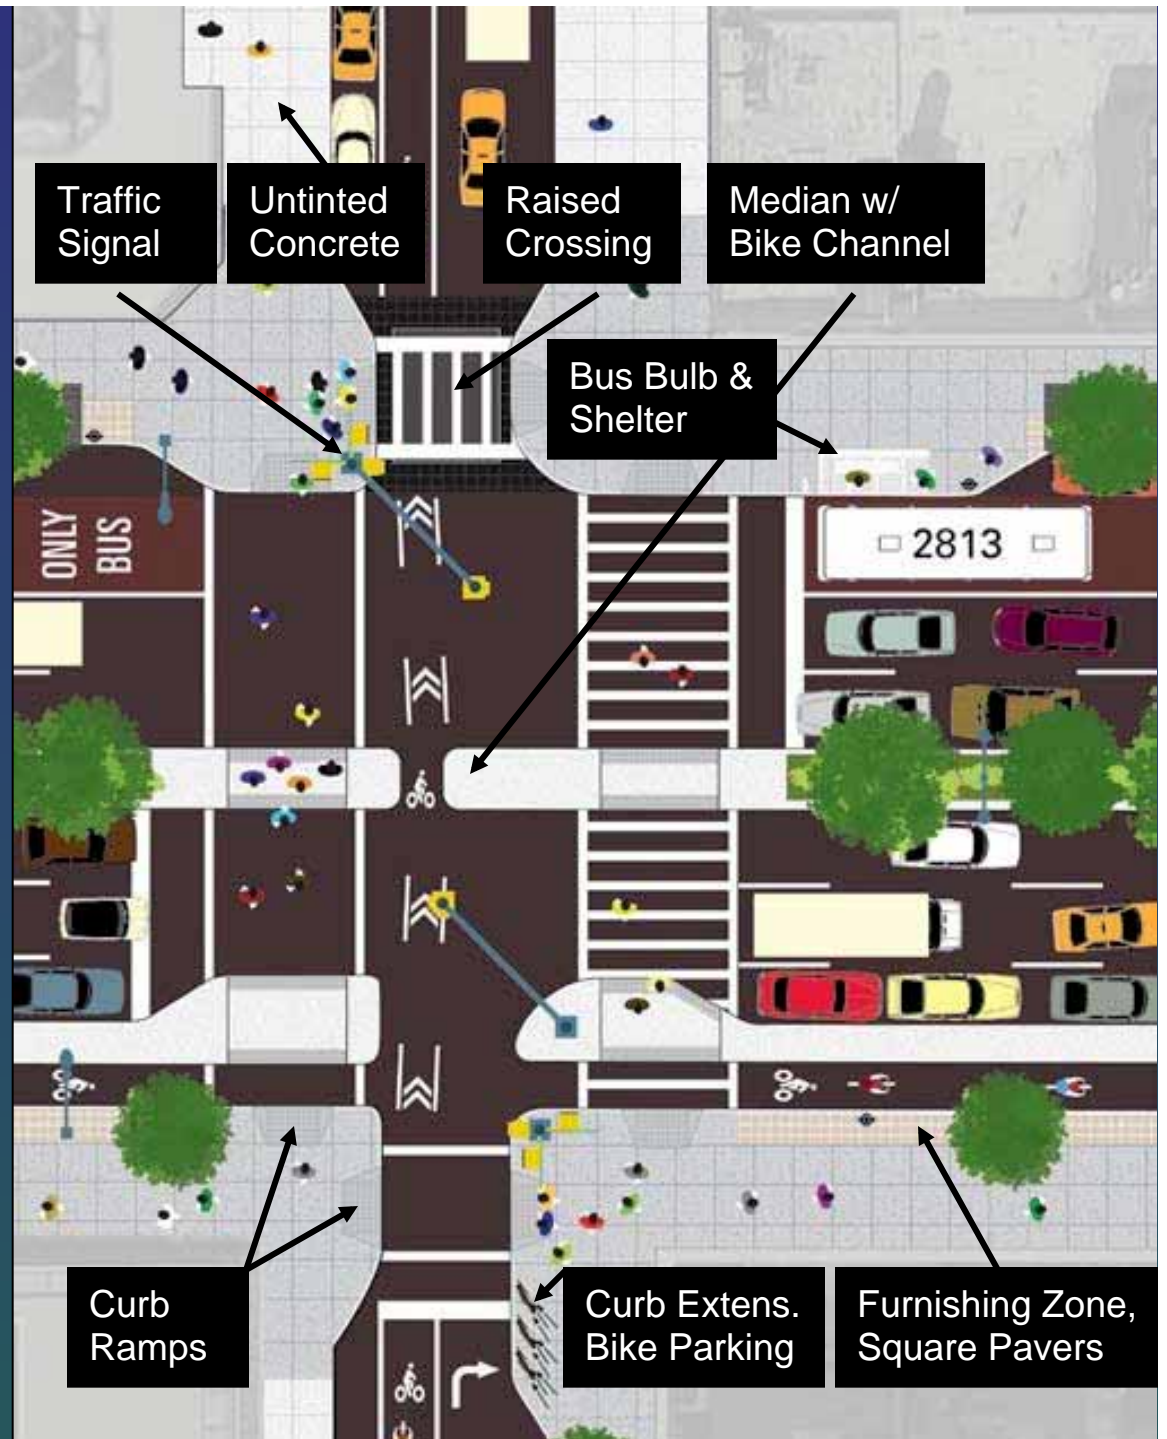 Traffic
Signal
Untinted
Concrete
Raised
Crossing
Median w/
Bike Channel
Bus Bulb &
Shelter
ONLY
BUS
2813
Curb
Ramps
Curb Extens.
Bike Parking
Furnishing Zone,
Square Pavers